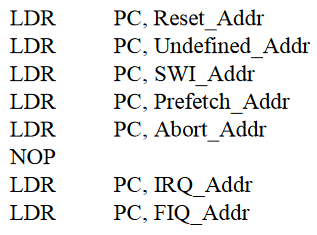 LDR PC, Reset_Addr
LDR PC, Undefined_Addr
LDR PC, SWI_Addr
LDR PC, Prefetch_Addr
LDR PC, Abort_Addr
NOP
LDR PC, IRQ_Addr
LDR PC, FIQ_Addr